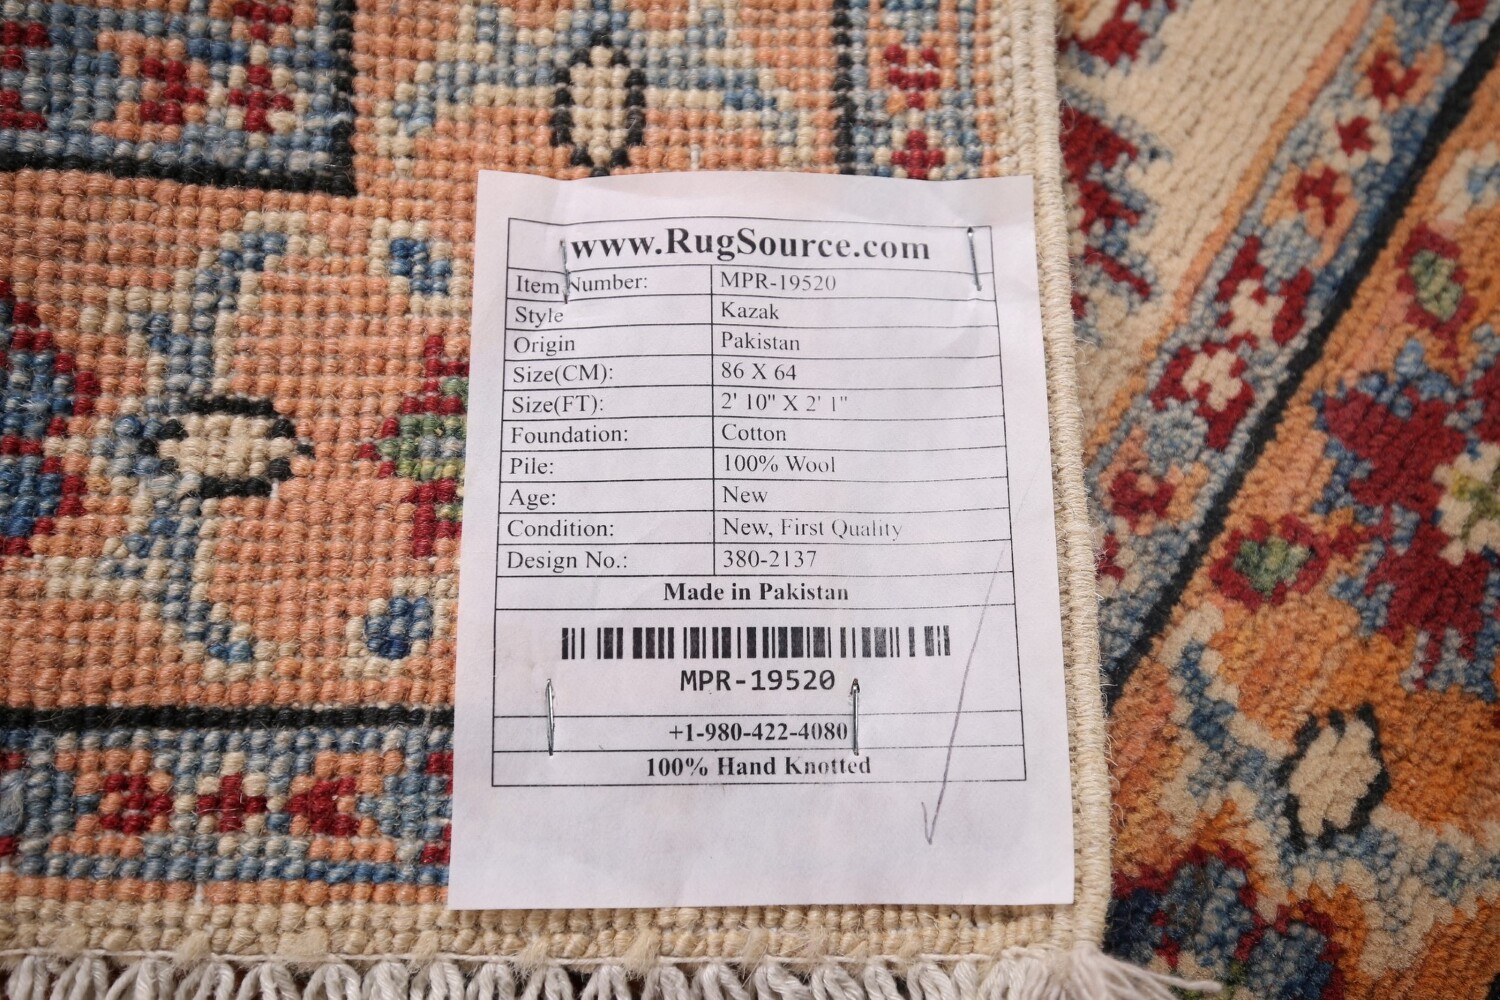 www.RugSource.com
Item Number: MPR-19520
Style Kazak
Origin Pakistan
Size(CM): 86 X 64
Size(FT): 2' 10" X 2' 1"
Foundation: Cotton
Pile: 100% Wool
Age: New
Condition: New, First Quality
Design No.: 380-2137
Made in Pakistan
MPR-19520
+1-980-422-4080
100% Hand Knotted